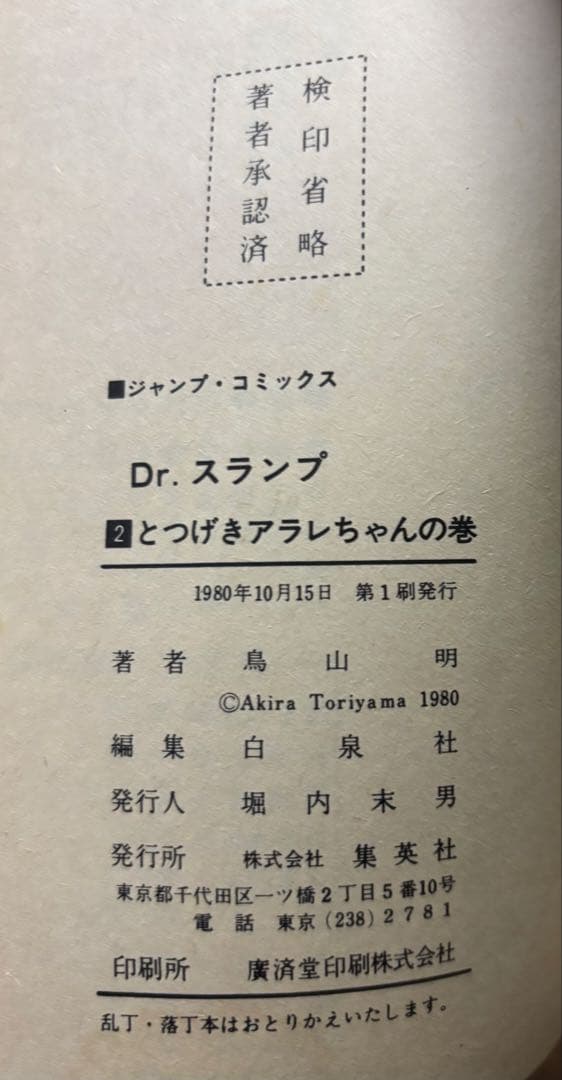 検印省略
著者承認済
■ジャンプ・コミックス
Dr.スランプ
2とつげきアラレちゃんの巻
1980年10月15日 第1刷発行
著者 鳥山明
©Akira Toriyama 1980
編集 白泉社
発行人 堀内末男
発行所 株式会社 集英社
東京都千代田区一ツ橋2丁目5番10号
電話 東京(238)2781
印刷所 廣済堂印刷株式会社
乱丁・落丁本はおとりかえいたします。